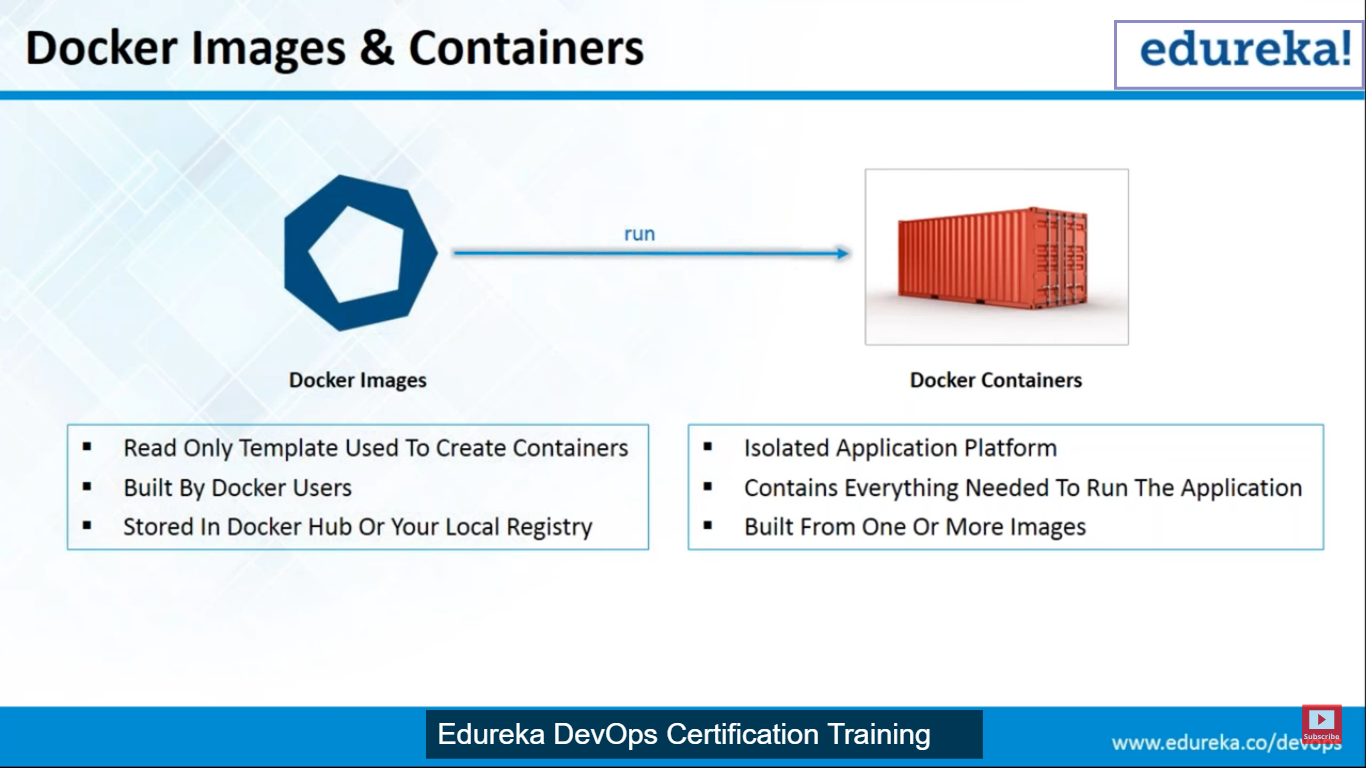 Docker Images & Containers
edureka!
run
Docker Images
Docker Containers
▪ Read Only Template Used To Create Containers
▪ Built By Docker Users
▪ Stored In Docker Hub Or Your Local Registry
▪ Isolated Application Platform
▪ Contains Everything Needed To Run The Application
▪ Built From One Or More Images
Edureka DevOps Certification Training
www.edureka.co/devops
Subscribe